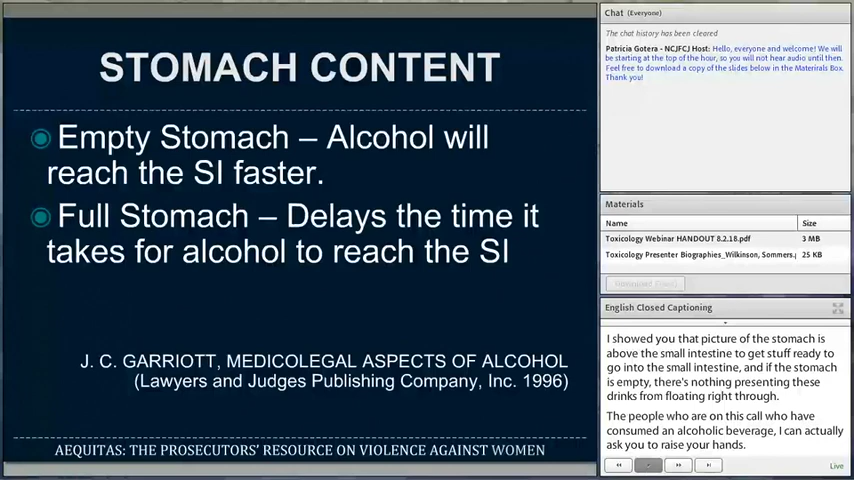 STOMACH CONTENT
Empty Stomach – Alcohol will
reach the SI faster.
Full Stomach – Delays the time it
takes for alcohol to reach the SI
J. C. GARRIOTT, MEDICOLEGAL ASPECTS OF ALCOHOL
(Lawyers and Judges Publishing Company, Inc. 1996)
AEQUITAS: THE PROSECUTORS' RESOURCE ON VIOLENCE AGAINST WOMEN
Chat (Everyone)
The chat history has been cleared
Patricia Gotera - NCJFCJ Host: Hello, everyone and welcome! We will
be starting at the top of the hour, so you will not hear audio until then.
Feel free to download a copy of the slides below in the Materirals Box.
Thank you!
Materials
Name Size
Toxicology Webinar HANDOUT 8.2.18.pdf 3 MB
Toxicology Presenter Biographies_Wilkinson, Sommers.p 25 KB
English Closed Captioning
I showed you that picture of the stomach is
above the small intestine to get stuff ready to
go into the small intestine, and if the stomach
is empty, there's nothing presenting these
drinks from floating right through.
The people who are on this call who have
consumed an alcoholic beverage, I can actually
ask you to raise your hands.
Live